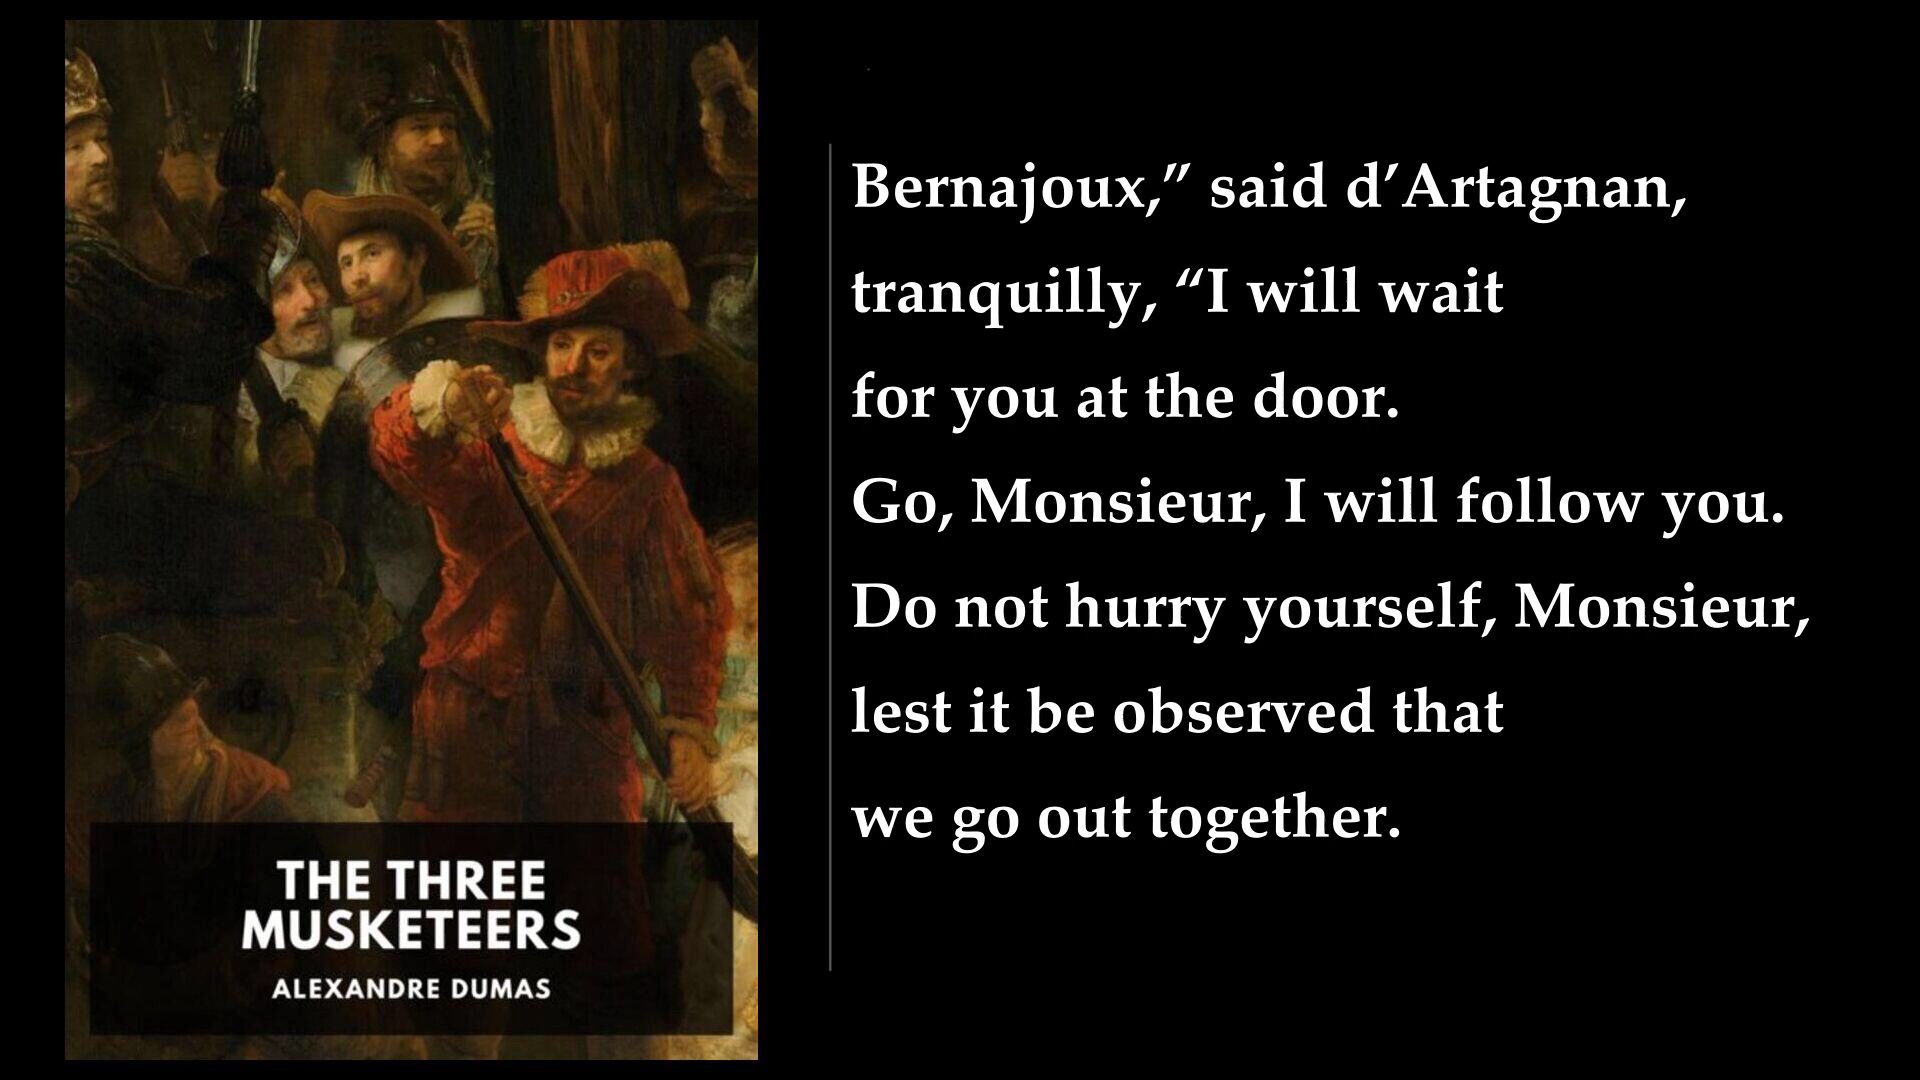 THE THREE
MUSKETEERS
ALEXANDRE DUMAS
Bernajoux,” said d’Artagnan,
tranquilly, “I will wait
for you at the door.
Go, Monsieur, I will follow you.
Do not hurry yourself, Monsieur,
lest it be observed that
we go out together.